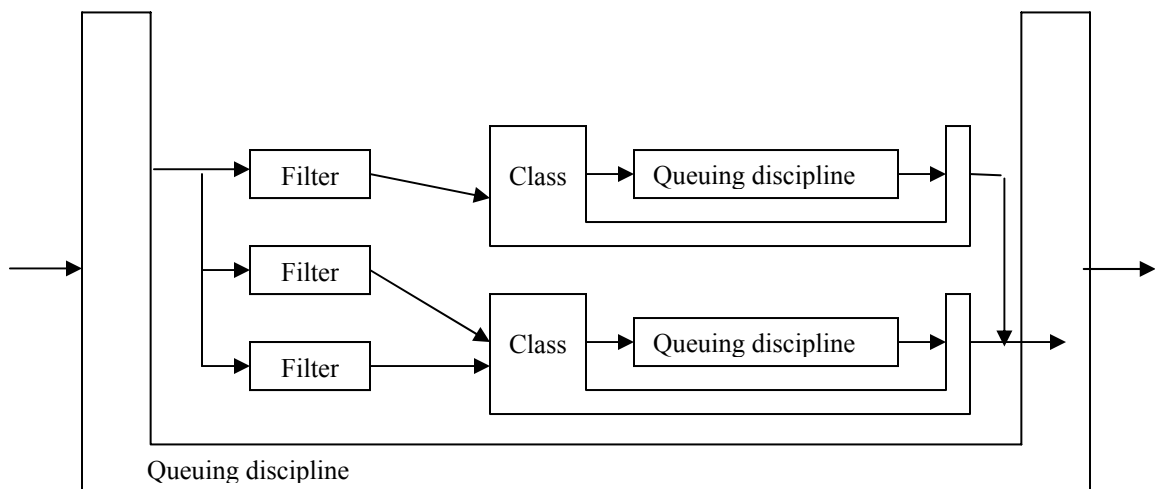 Filter
Class
Queuing discipline
Filter
Class
Queuing discipline
Filter
Queuing discipline